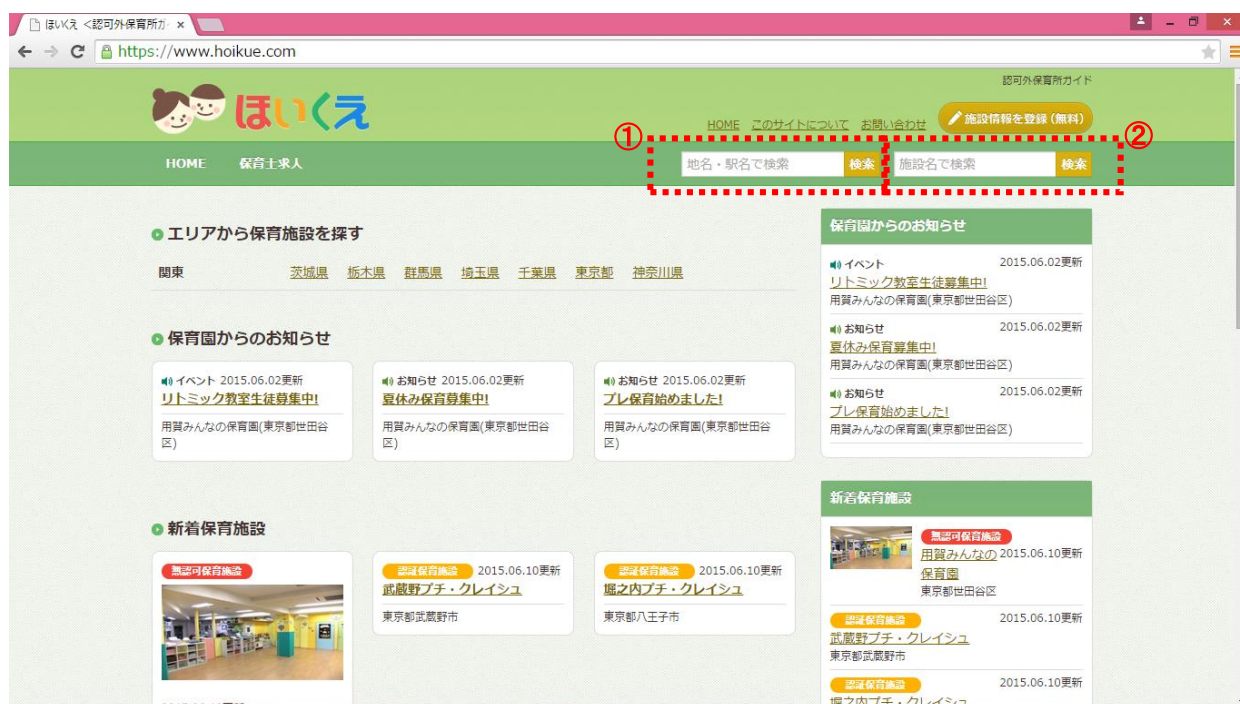 ほいくえ <認可外保育所ガ
https://www.hoikue.com
認可外保育所ガイド
ほいくえ
HOME このサイトについて お問い合わせ 施設情報を登録 (無料)
① ②
HOME 保育士求人 地名・駅名で検索 検索 施設名で検索 検索
エリアから保育施設を探す
関東 茨城県 栃木県 群馬県 埼玉県 千葉県 東京都 神奈川県
保育園からのお知らせ
イベント 2015.06.02更新
リトミック教室生徒募集中!
用賀みんなの保育園(東京都世田谷
区)
お知らせ 2015.06.02更新
夏休み保育募集中!
用賀みんなの保育園(東京都世田谷
区)
お知らせ 2015.06.02更新
プレ保育始めました!
用賀みんなの保育園(東京都世田谷
区)
新着保育施設
無認可保育施設
認証保育施設 2015.06.10更新
武蔵野プチ・クレイシュ
東京都武蔵野市
認証保育施設 2015.06.10更新
堀之内プチ・クレイシュ
東京都八王子市
保育園からのお知らせ
イベント 2015.06.02更新
リトミック教室生徒募集中!
用賀みんなの保育園(東京都世田谷区)
お知らせ 2015.06.02更新
夏休み保育募集中!
用賀みんなの保育園(東京都世田谷区)
お知らせ 2015.06.02更新
プレ保育始めました!
用賀みんなの保育園(東京都世田谷区)
新着保育施設
無認可保育施設
用賀みんなの 2015.06.10更新
保育園
東京都世田谷区
認証保育施設 2015.06.10更新
武蔵野プチ・クレイシュ
東京都武蔵野市
認証保育施設 2015.06.10更新
堀之内プチ・クレイシュ